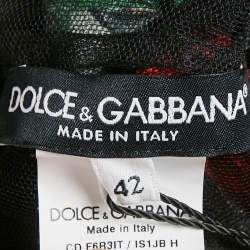 DOLCE & GABBANA
MADE IN ITALY
42
DOLCE & GABBANA
MADE IN ITALY
CD F6R3IT / IS1JB H